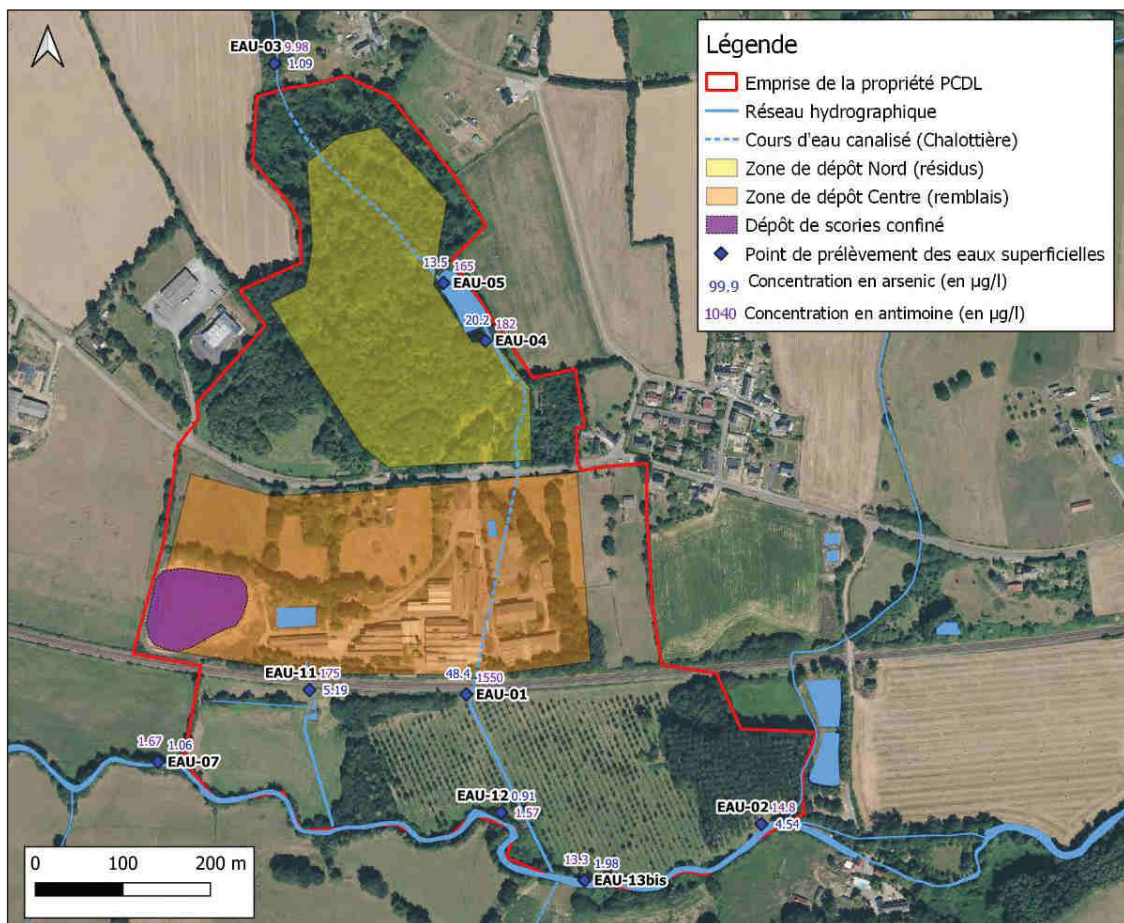 EAU-03 9.98
1.09
Légende
Emprise de la propriété PCDL
Réseau hydrographique
Cours d'eau canalisé (Chalottière)
Zone de dépôt Nord (résidus)
Zone de dépôt Centre (remblais)
Dépôt de scories confiné
Point de prélèvement des eaux superficielles
99.9 Concentration en arsenic (en µg/l)
1040 Concentration en antimoine (en µg/l)
13.5 165
EAU-05
20.2 182
EAU-04
EAU-11 175
5.19
48.4 1550
EAU-01
1.67 1.06
EAU-07
EAU-12 0.91
1.57
EAU-02 14.8
4.54
13.3 1.98
EAU-13bis
0 100 200 m